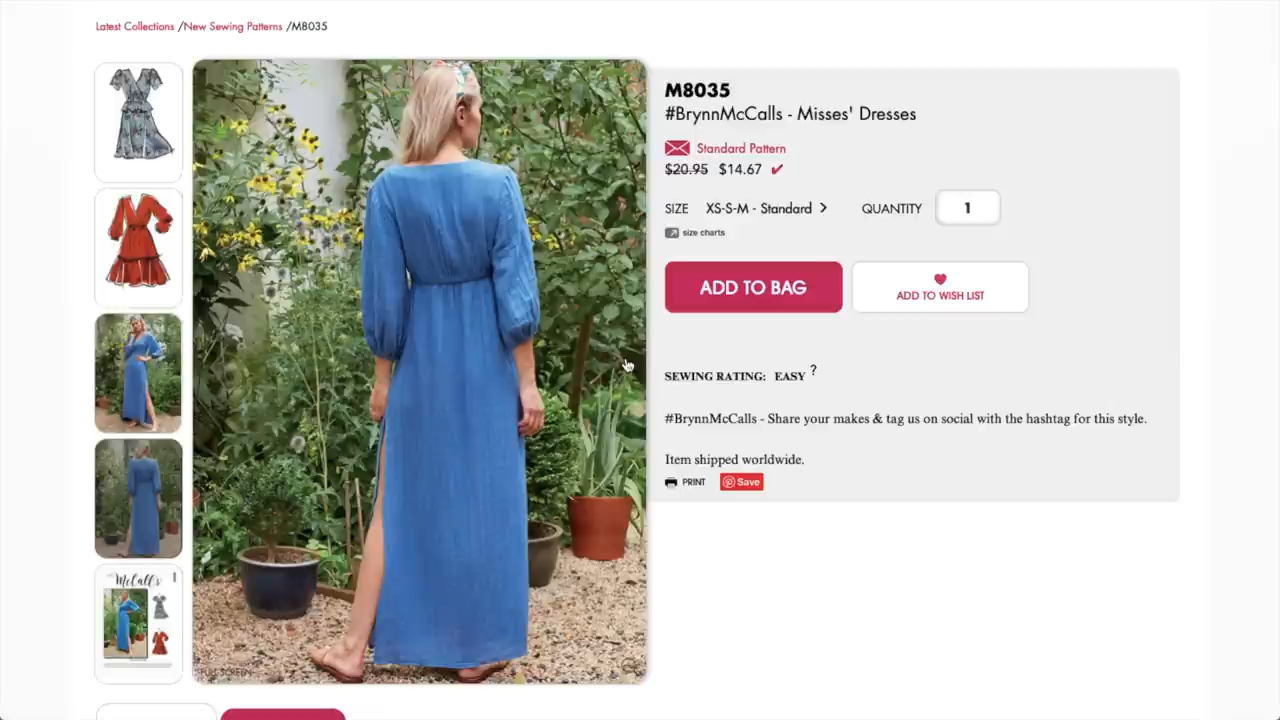 Latest Collections /New Sewing Patterns /M8035
M8035
#BrynnMcCalls - Misses' Dresses
Standard Pattern
$20.95 $14.67
SIZE XS-S-M - Standard > QUANTITY 1
size charts
ADD TO BAG
ADD TO WISH LIST
SEWING RATING: EASY ?
#BrynnMcCalls - Share your makes & tag us on social with the hashtag for this style.
Item shipped worldwide.
PRINT Save
McCall's
FULL SCREEN